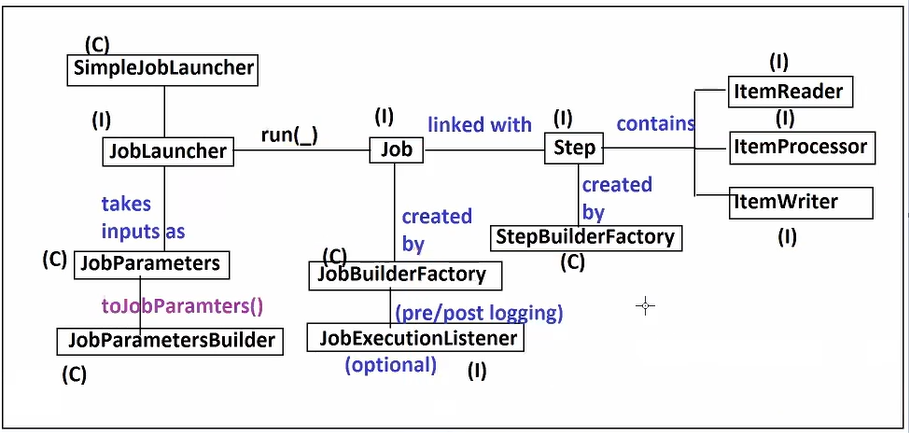 (C)
SimpleJobLauncher
(I)
JobLauncher
run(_)
(I)
Job
linked with
(I)
Step
contains
(I)
ItemReader
(I)
ItemProcessor
ItemWriter
(I)
takes
inputs as
(C)
JobParameters
toJobParamters()
JobParametersBuilder
(C)
created
by
(C)
JobBuilderFactory
(pre/post logging)
JobExecutionListener
(optional)
(I)
created
by
StepBuilderFactory
(C)